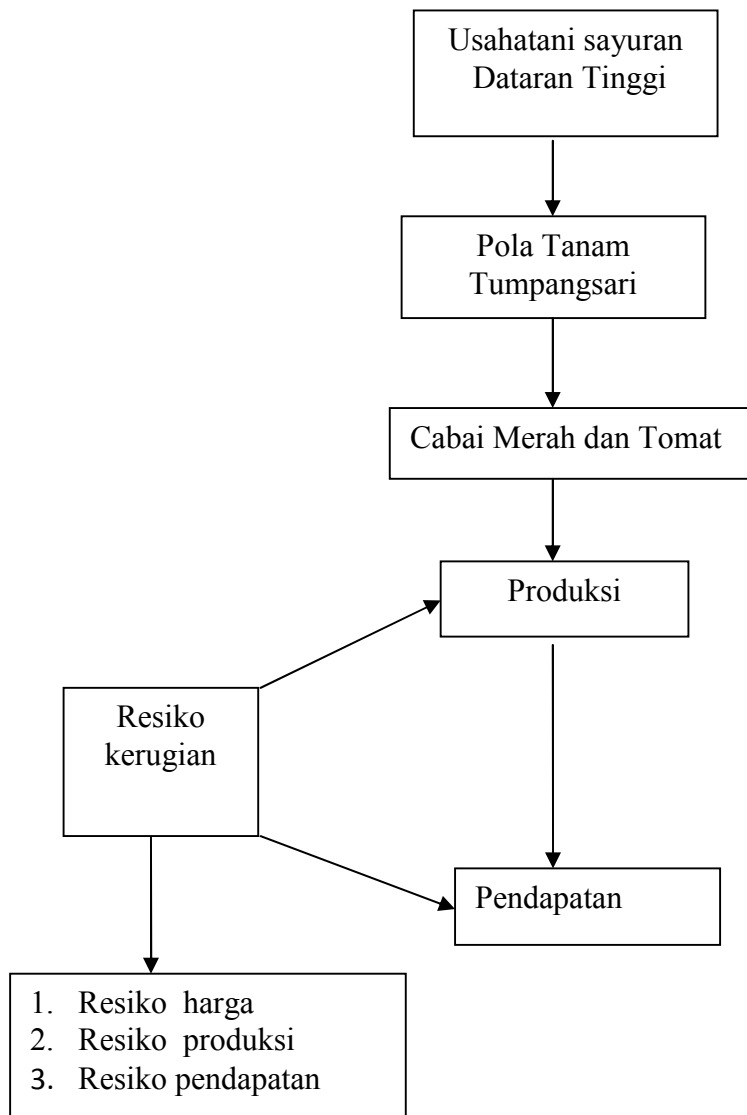 Usahatani sayuran
Dataran Tinggi
Pola Tanam
Tumpangsari
Cabai Merah dan Tomat
Produksi
Resiko
kerugian
Pendapatan
1. Resiko harga
2. Resiko produksi
3. Resiko pendapatan